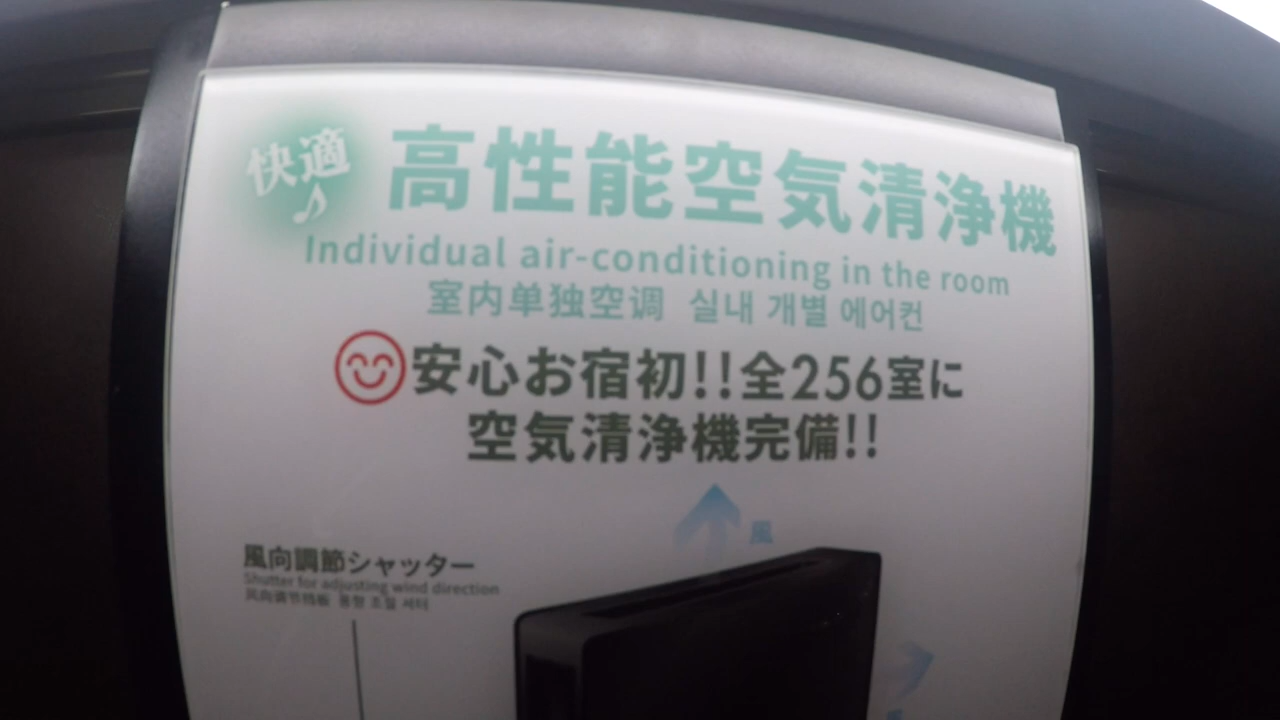 快適♪
高性能空気清浄機
Individual air-conditioning in the room
室内单独空调 실내 개별 에어컨
安心お宿初!!全256室に
空気清浄機完備!!
風
風向調節シャッター
Shutter for adjusting wind direction
风向调节挡板 풍향 조절 셔터